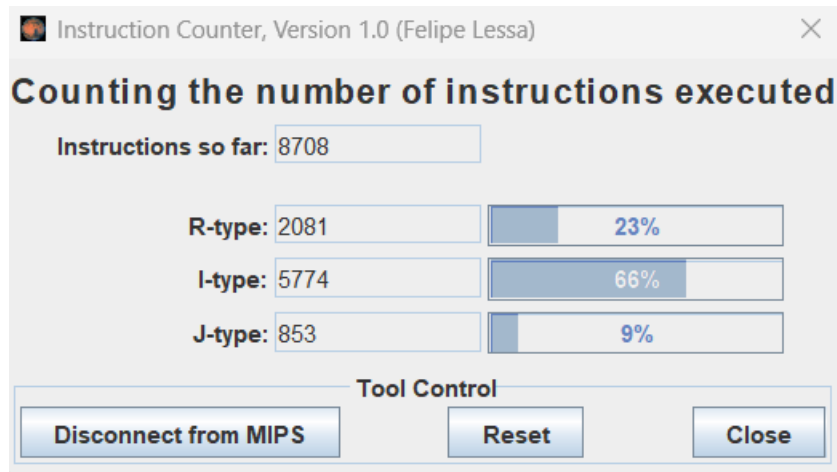 Instruction Counter, Version 1.0 (Felipe Lessa)
Counting the number of instructions executed
Instructions so far: 8708
R-type: 2081 23%
I-type: 5774 66%
J-type: 853 9%
Tool Control
Disconnect from MIPS Reset Close